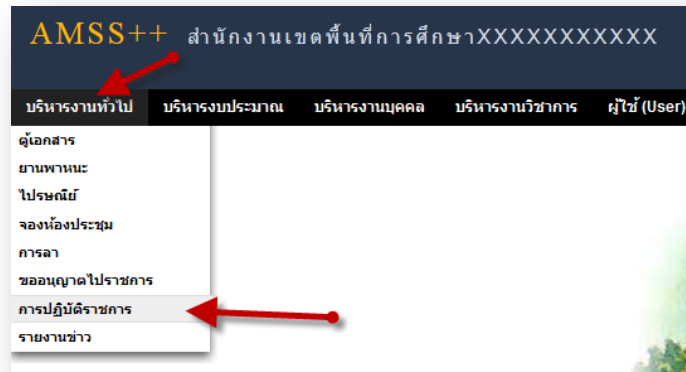 AMSS++ สำนักงานเขตพื้นที่การศึกษาXXXXXXXXXXX
บริหารงานทั่วไป บริหารงบประมาณ บริหารงานบุคคล บริหารงานวิชาการ ผู้ใช้ (User)
ตู้เอกสาร
ยานพาหนะ
ไปรษณีย์
จองห้องประชุม
การลา
ขออนุญาตไปราชการ
การปฏิบัติราชการ
รายงานข่าว